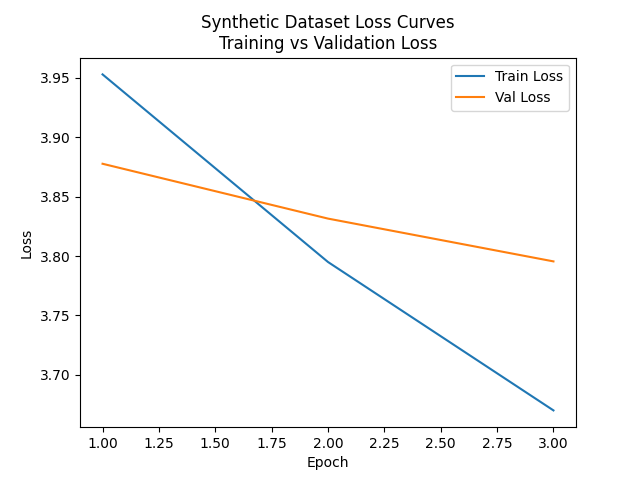 Synthetic Dataset Loss Curves
Training vs Validation Loss
Train Loss
Val Loss
3.95
3.90
3.85
3.80
3.75
3.70
Loss
1.00 1.25 1.50 1.75 2.00 2.25 2.50 2.75 3.00
Epoch